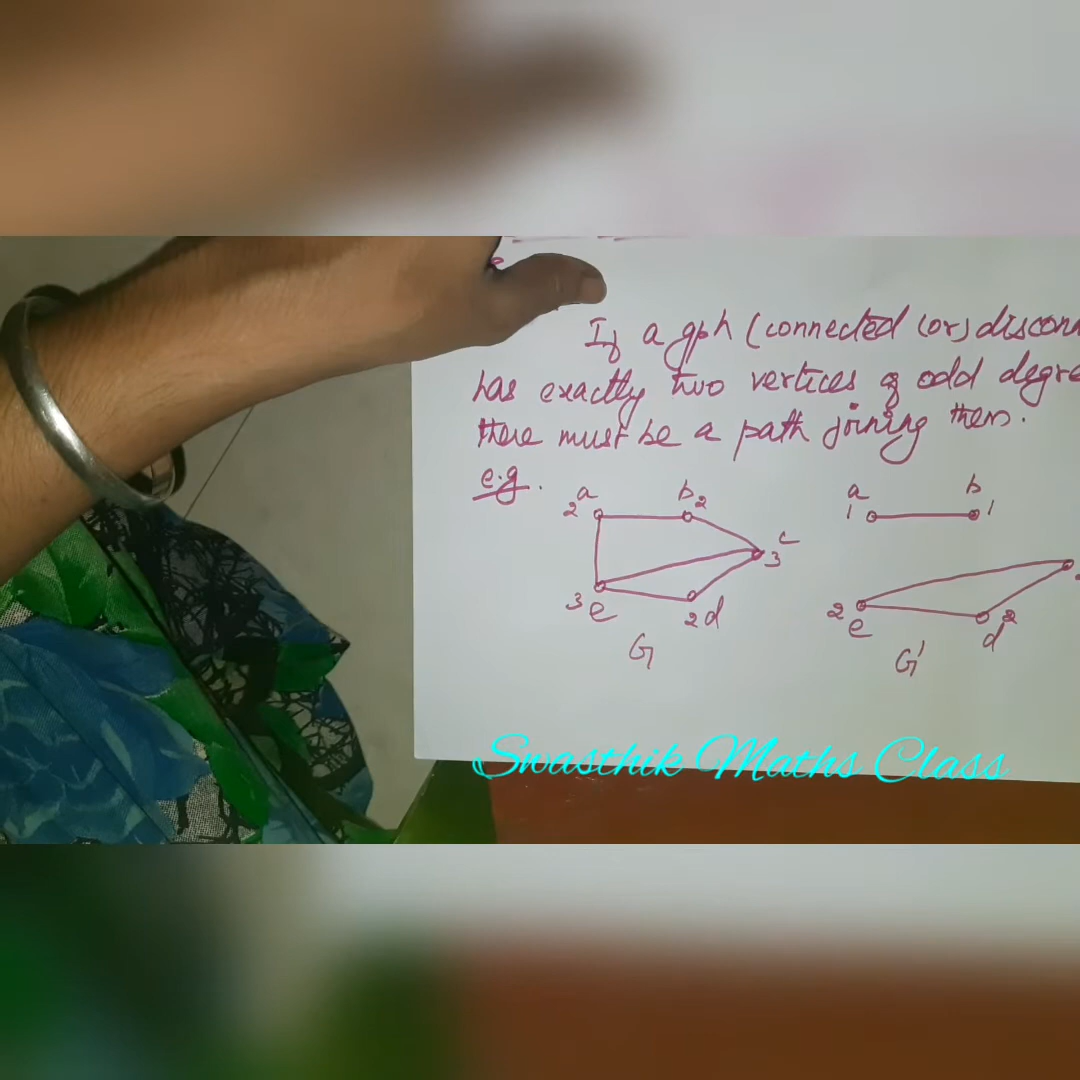 If a gph (connected (or) discon
has exactly two vertices of odd degre
there must be a path joining them.
e.g.
a b a b
2 2 1 1
c
3
3 e 2 d 2 e d 2
G G'
Swasthik Maths Class